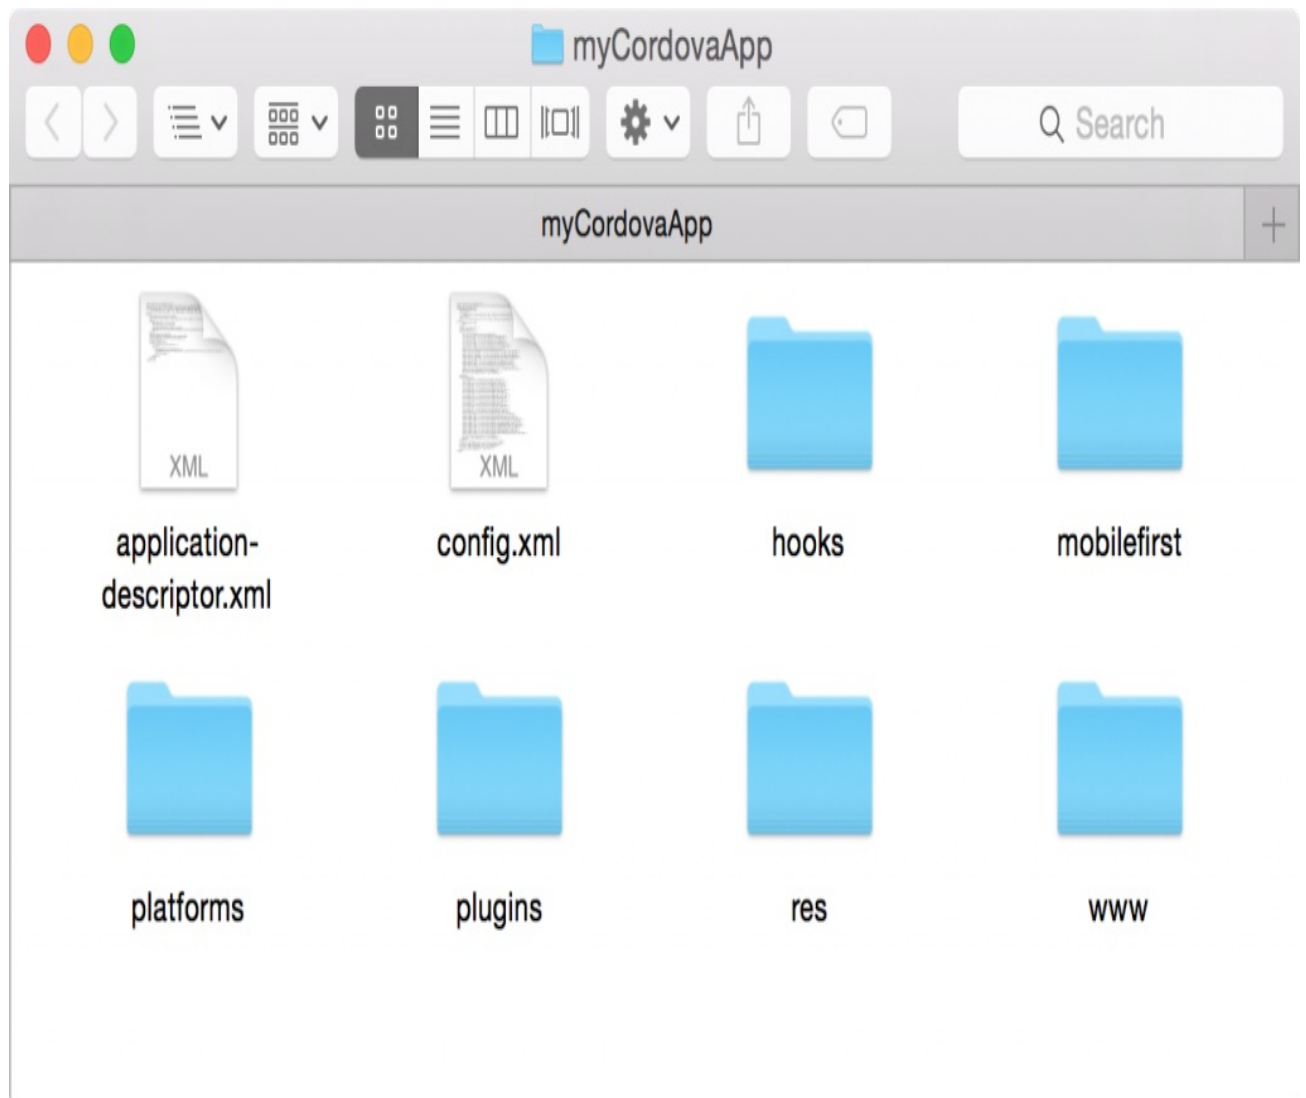 myCordovaApp
Search
myCordovaApp
XML
XML
application-
descriptor.xml
config.xml
hooks
mobilefirst
platforms
plugins
res
www